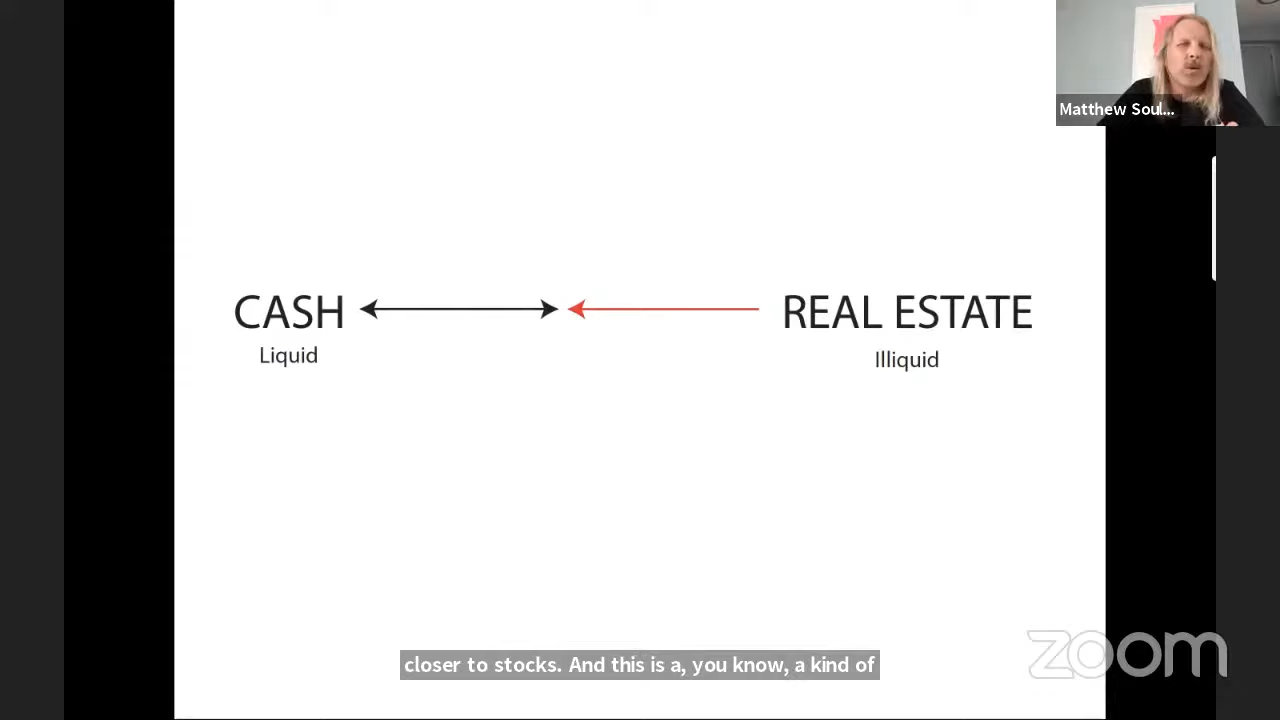 Matthew Soul...
CASH
REAL ESTATE
Liquid
Illiquid
closer to stocks. And this is a, you know, a kind of
zoom